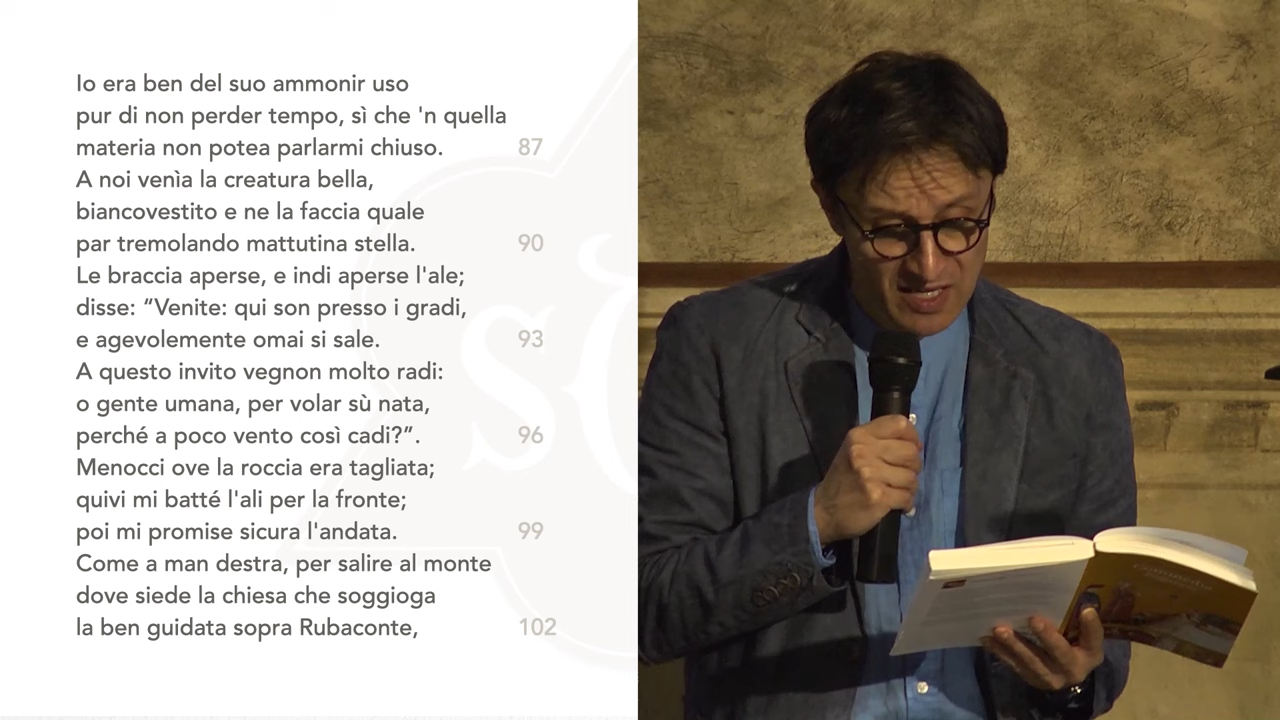 Io era ben del suo ammonir uso
pur di non perder tempo, sì che 'n quella
materia non potea parlarmi chiuso. 87
A noi venìa la creatura bella,
biancovestito e ne la faccia quale
par tremolando mattutina stella. 90
Le braccia aperse, e indi aperse l'ale;
disse: “Venite: qui son presso i gradi,
e agevolemente omai si sale. 93
A questo invito vegnon molto radi:
o gente umana, per volar sù nata,
perché a poco vento così cadi?”. 96
Menocci ove la roccia era tagliata;
quivi mi batté l'ali per la fronte;
poi mi promise sicura l'andata. 99
Come a man destra, per salire al monte
dove siede la chiesa che soggioga
la ben guidata sopra Rubaconte, 102